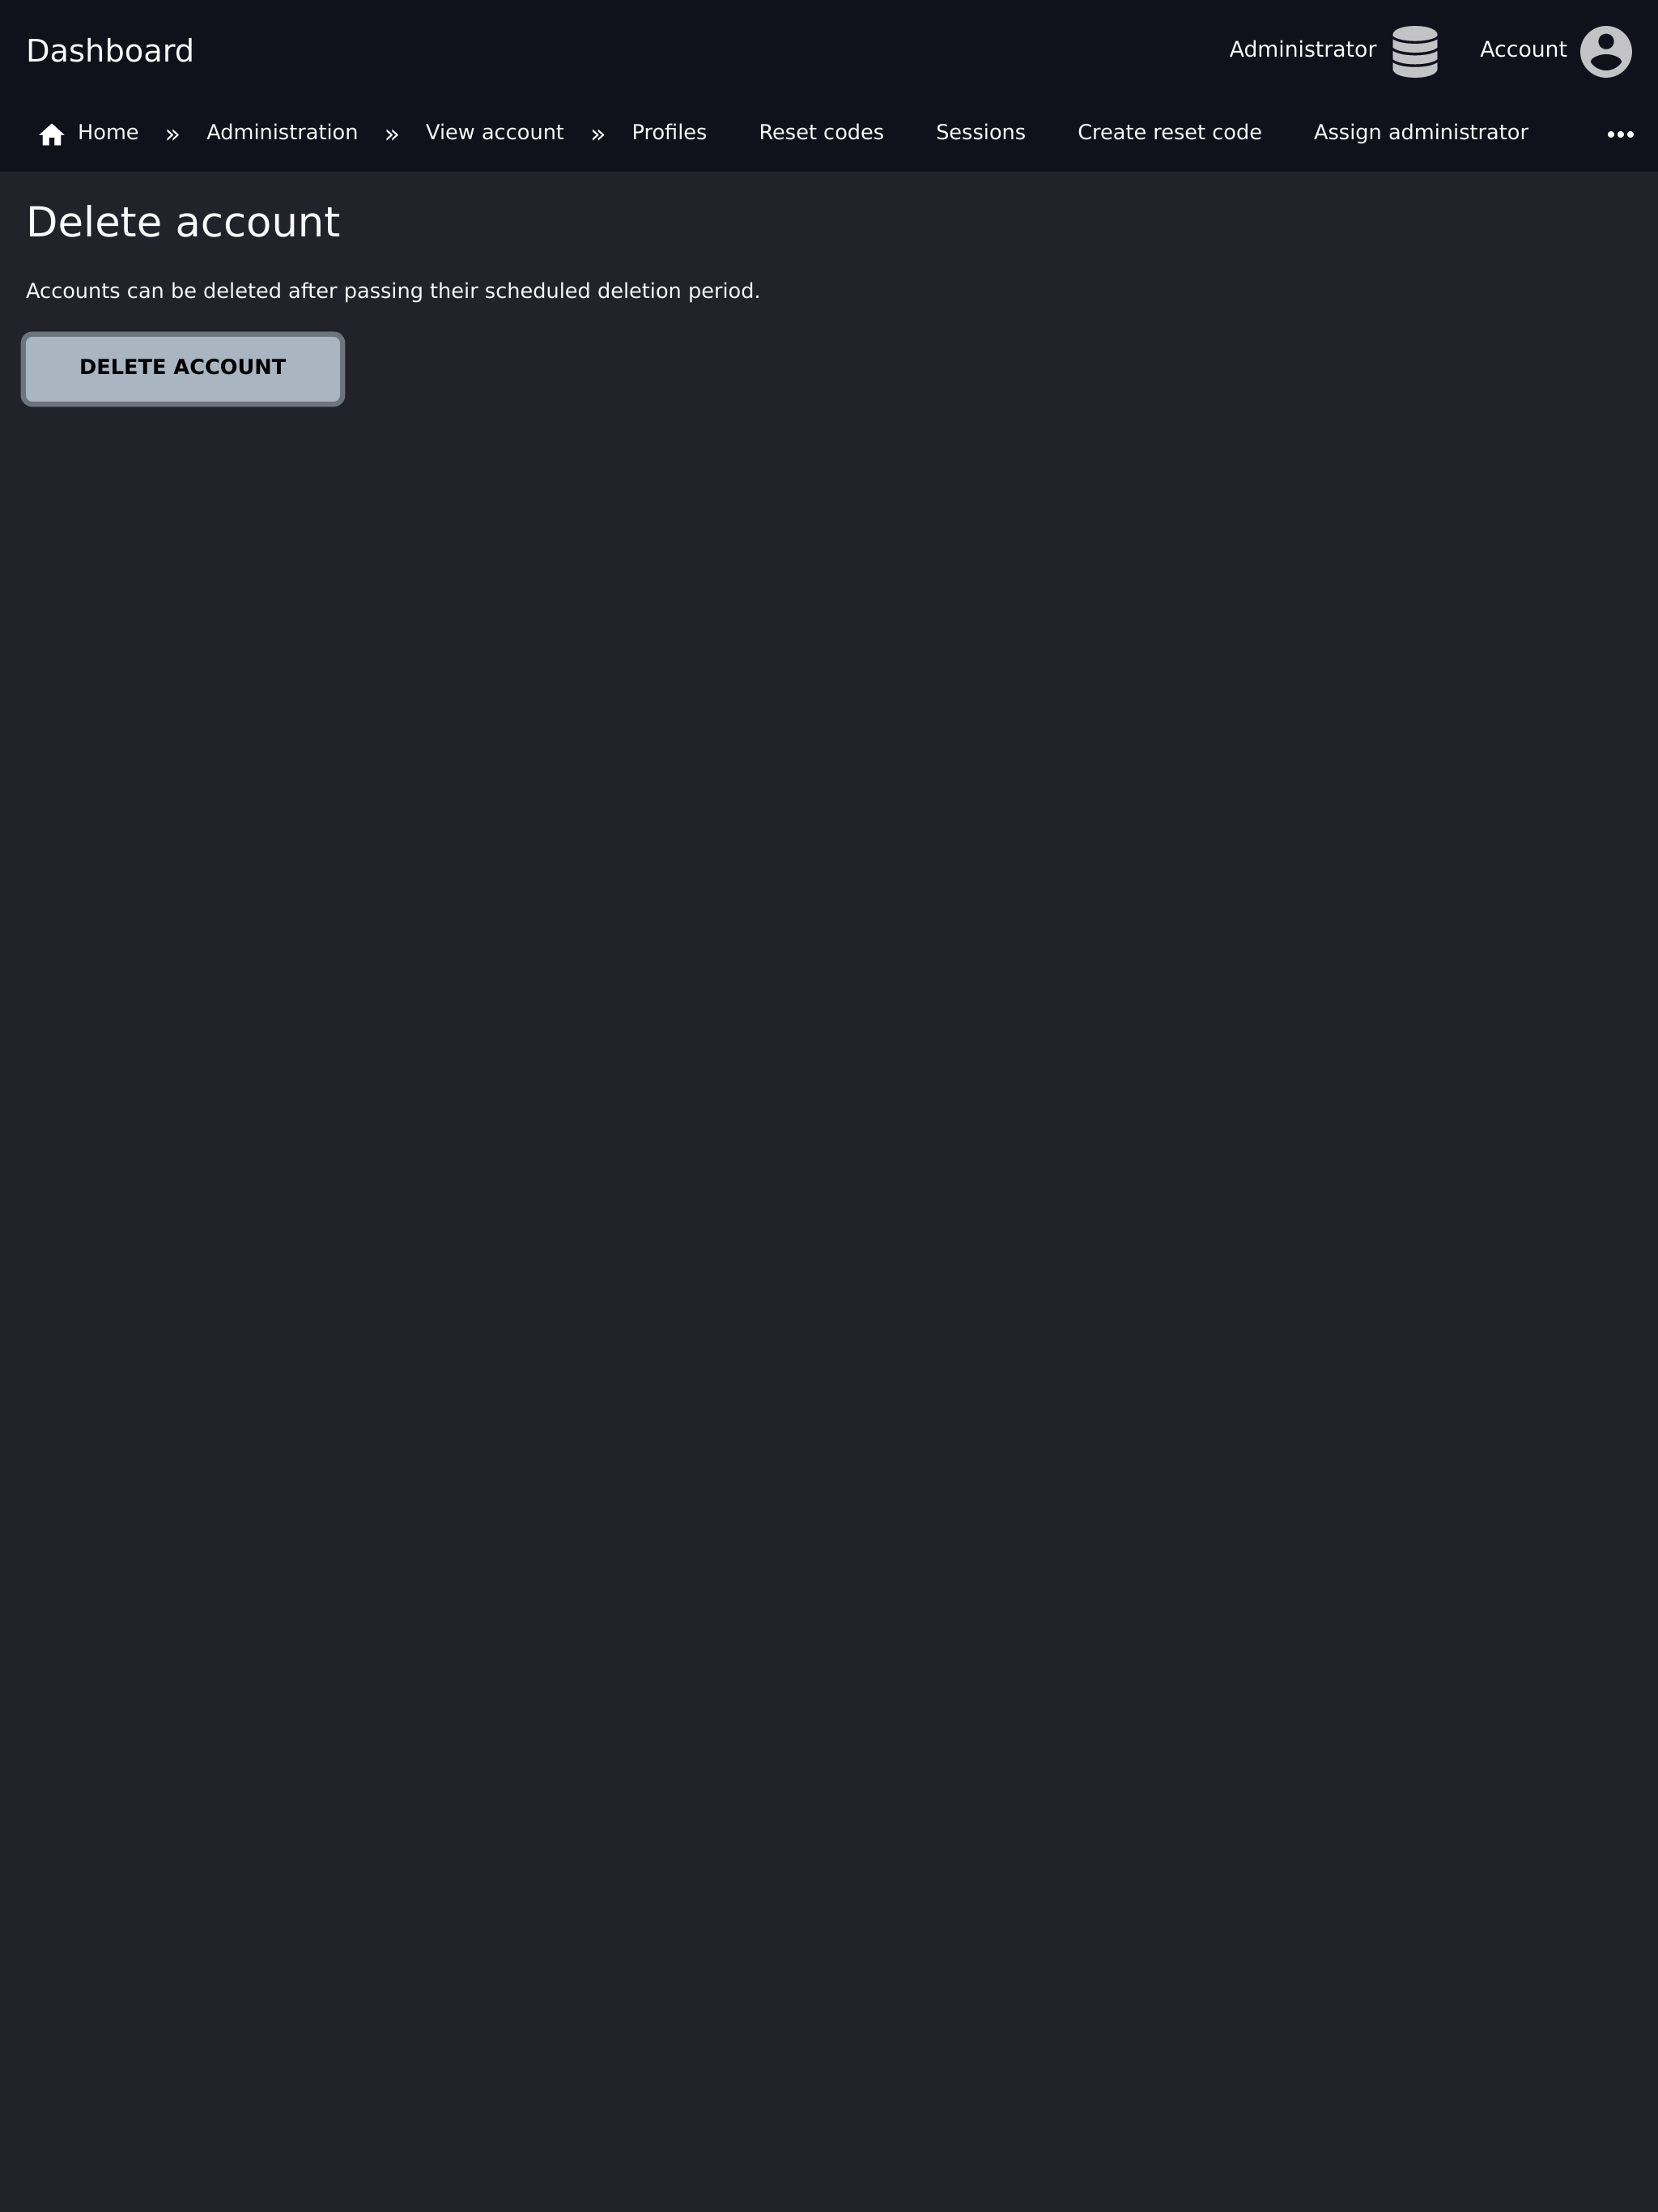 Dashboard
Administrator
Account
Home » Administration » View account » Profiles Reset codes Sessions Create reset code Assign administrator •••
Delete account
Accounts can be deleted after passing their scheduled deletion period.
DELETE ACCOUNT